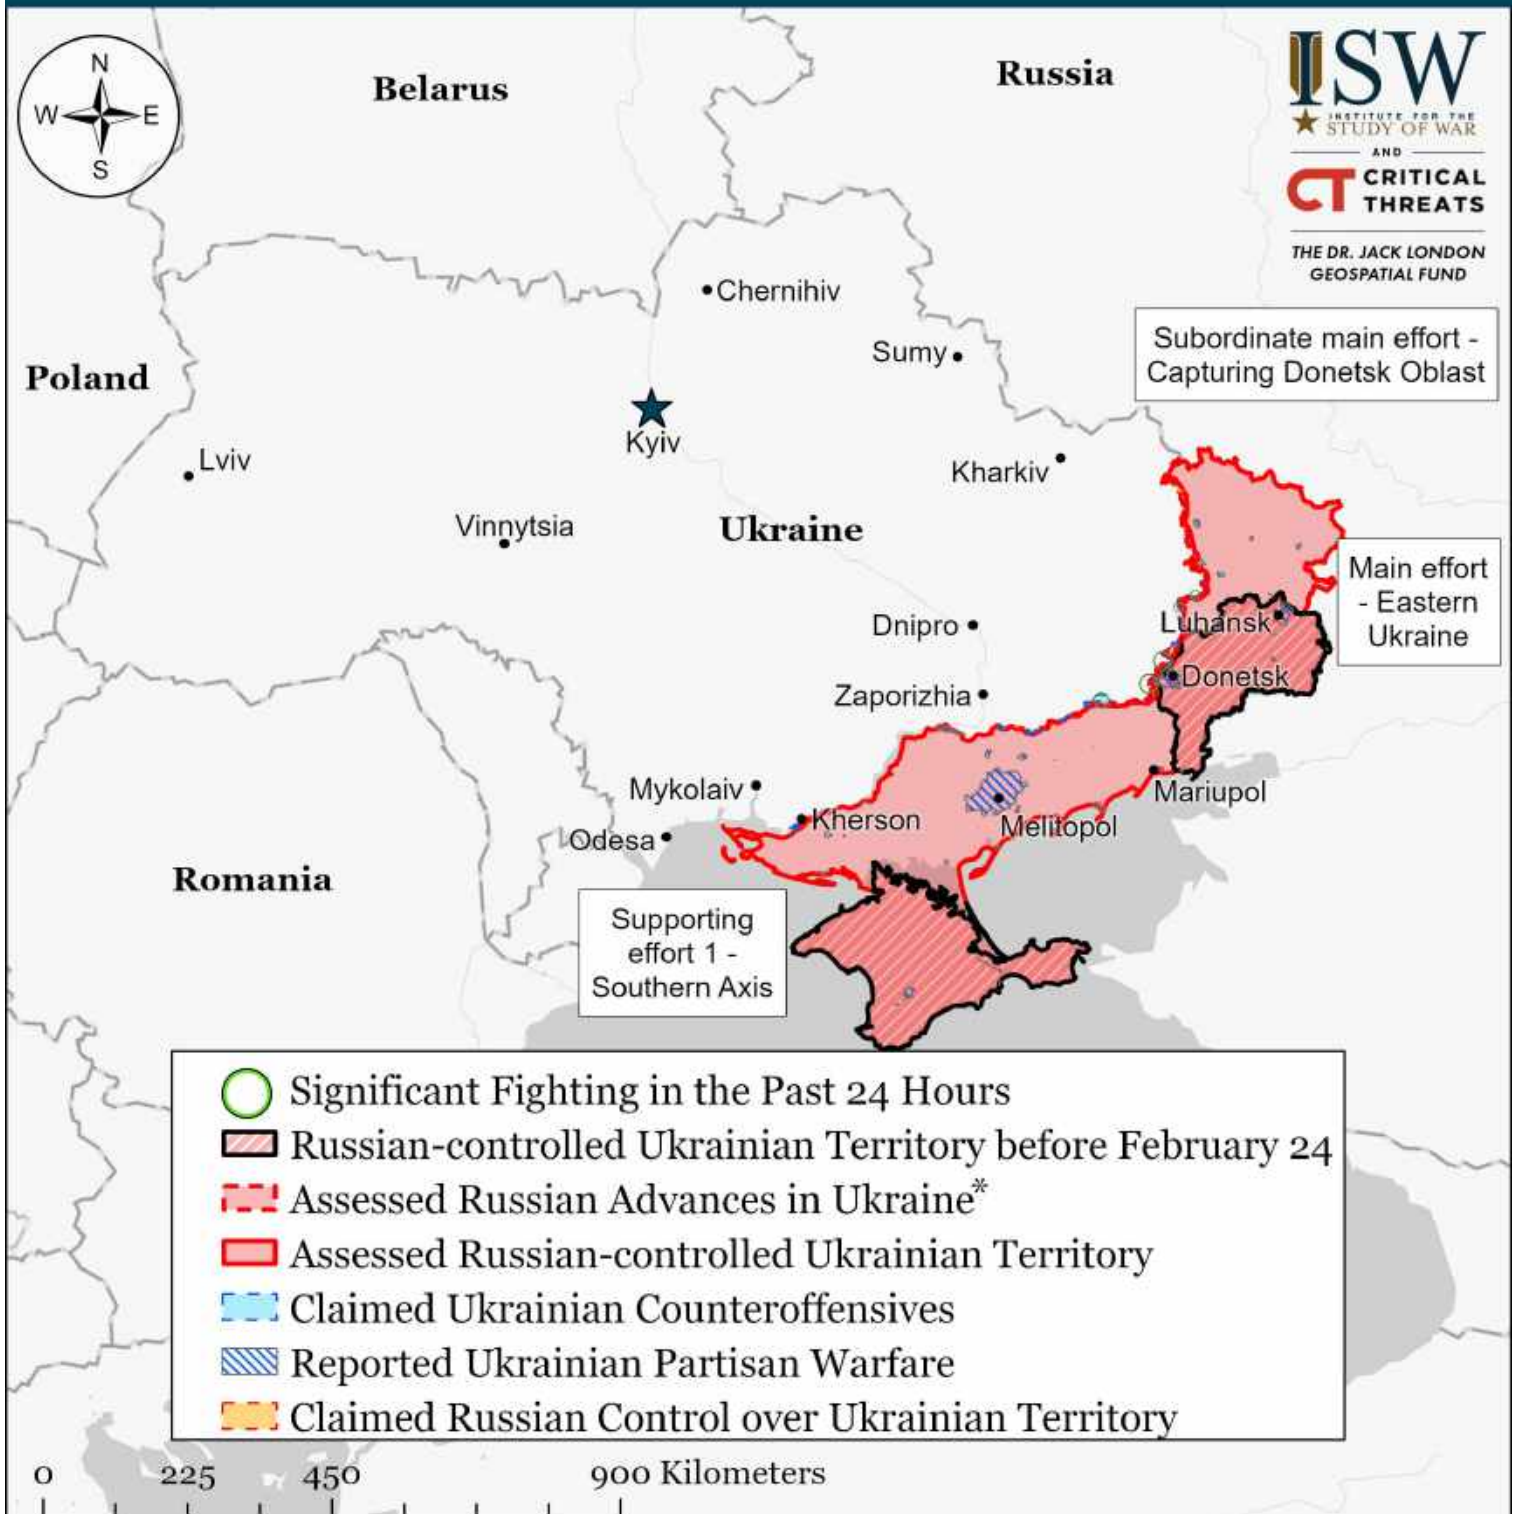 N
W E
S
Belarus
Russia
ISW
INSTITUTE FOR THE
STUDY OF WAR
AND
CT CRITICAL
THREATS
THE DR. JACK LONDON
GEOSPATIAL FUND
Chernihiv
Subordinate main effort -
Capturing Donetsk Oblast
Sumy
Poland
Kyiv
Lviv
Kharkiv
Vinnytsia
Ukraine
Main effort
- Eastern
Ukraine
Dnipro
Luhansk
Donetsk
Zaporizhia
Mykolaiv
Mariupol
Kherson
Melitopol
Odesa
Romania
Supporting
effort 1 -
Southern Axis
Significant Fighting in the Past 24 Hours
Russian-controlled Ukrainian Territory before February 24
Assessed Russian Advances in Ukraine*
Assessed Russian-controlled Ukrainian Territory
Claimed Ukrainian Counteroffensives
Reported Ukrainian Partisan Warfare
Claimed Russian Control over Ukrainian Territory
0 225 450 900 Kilometers